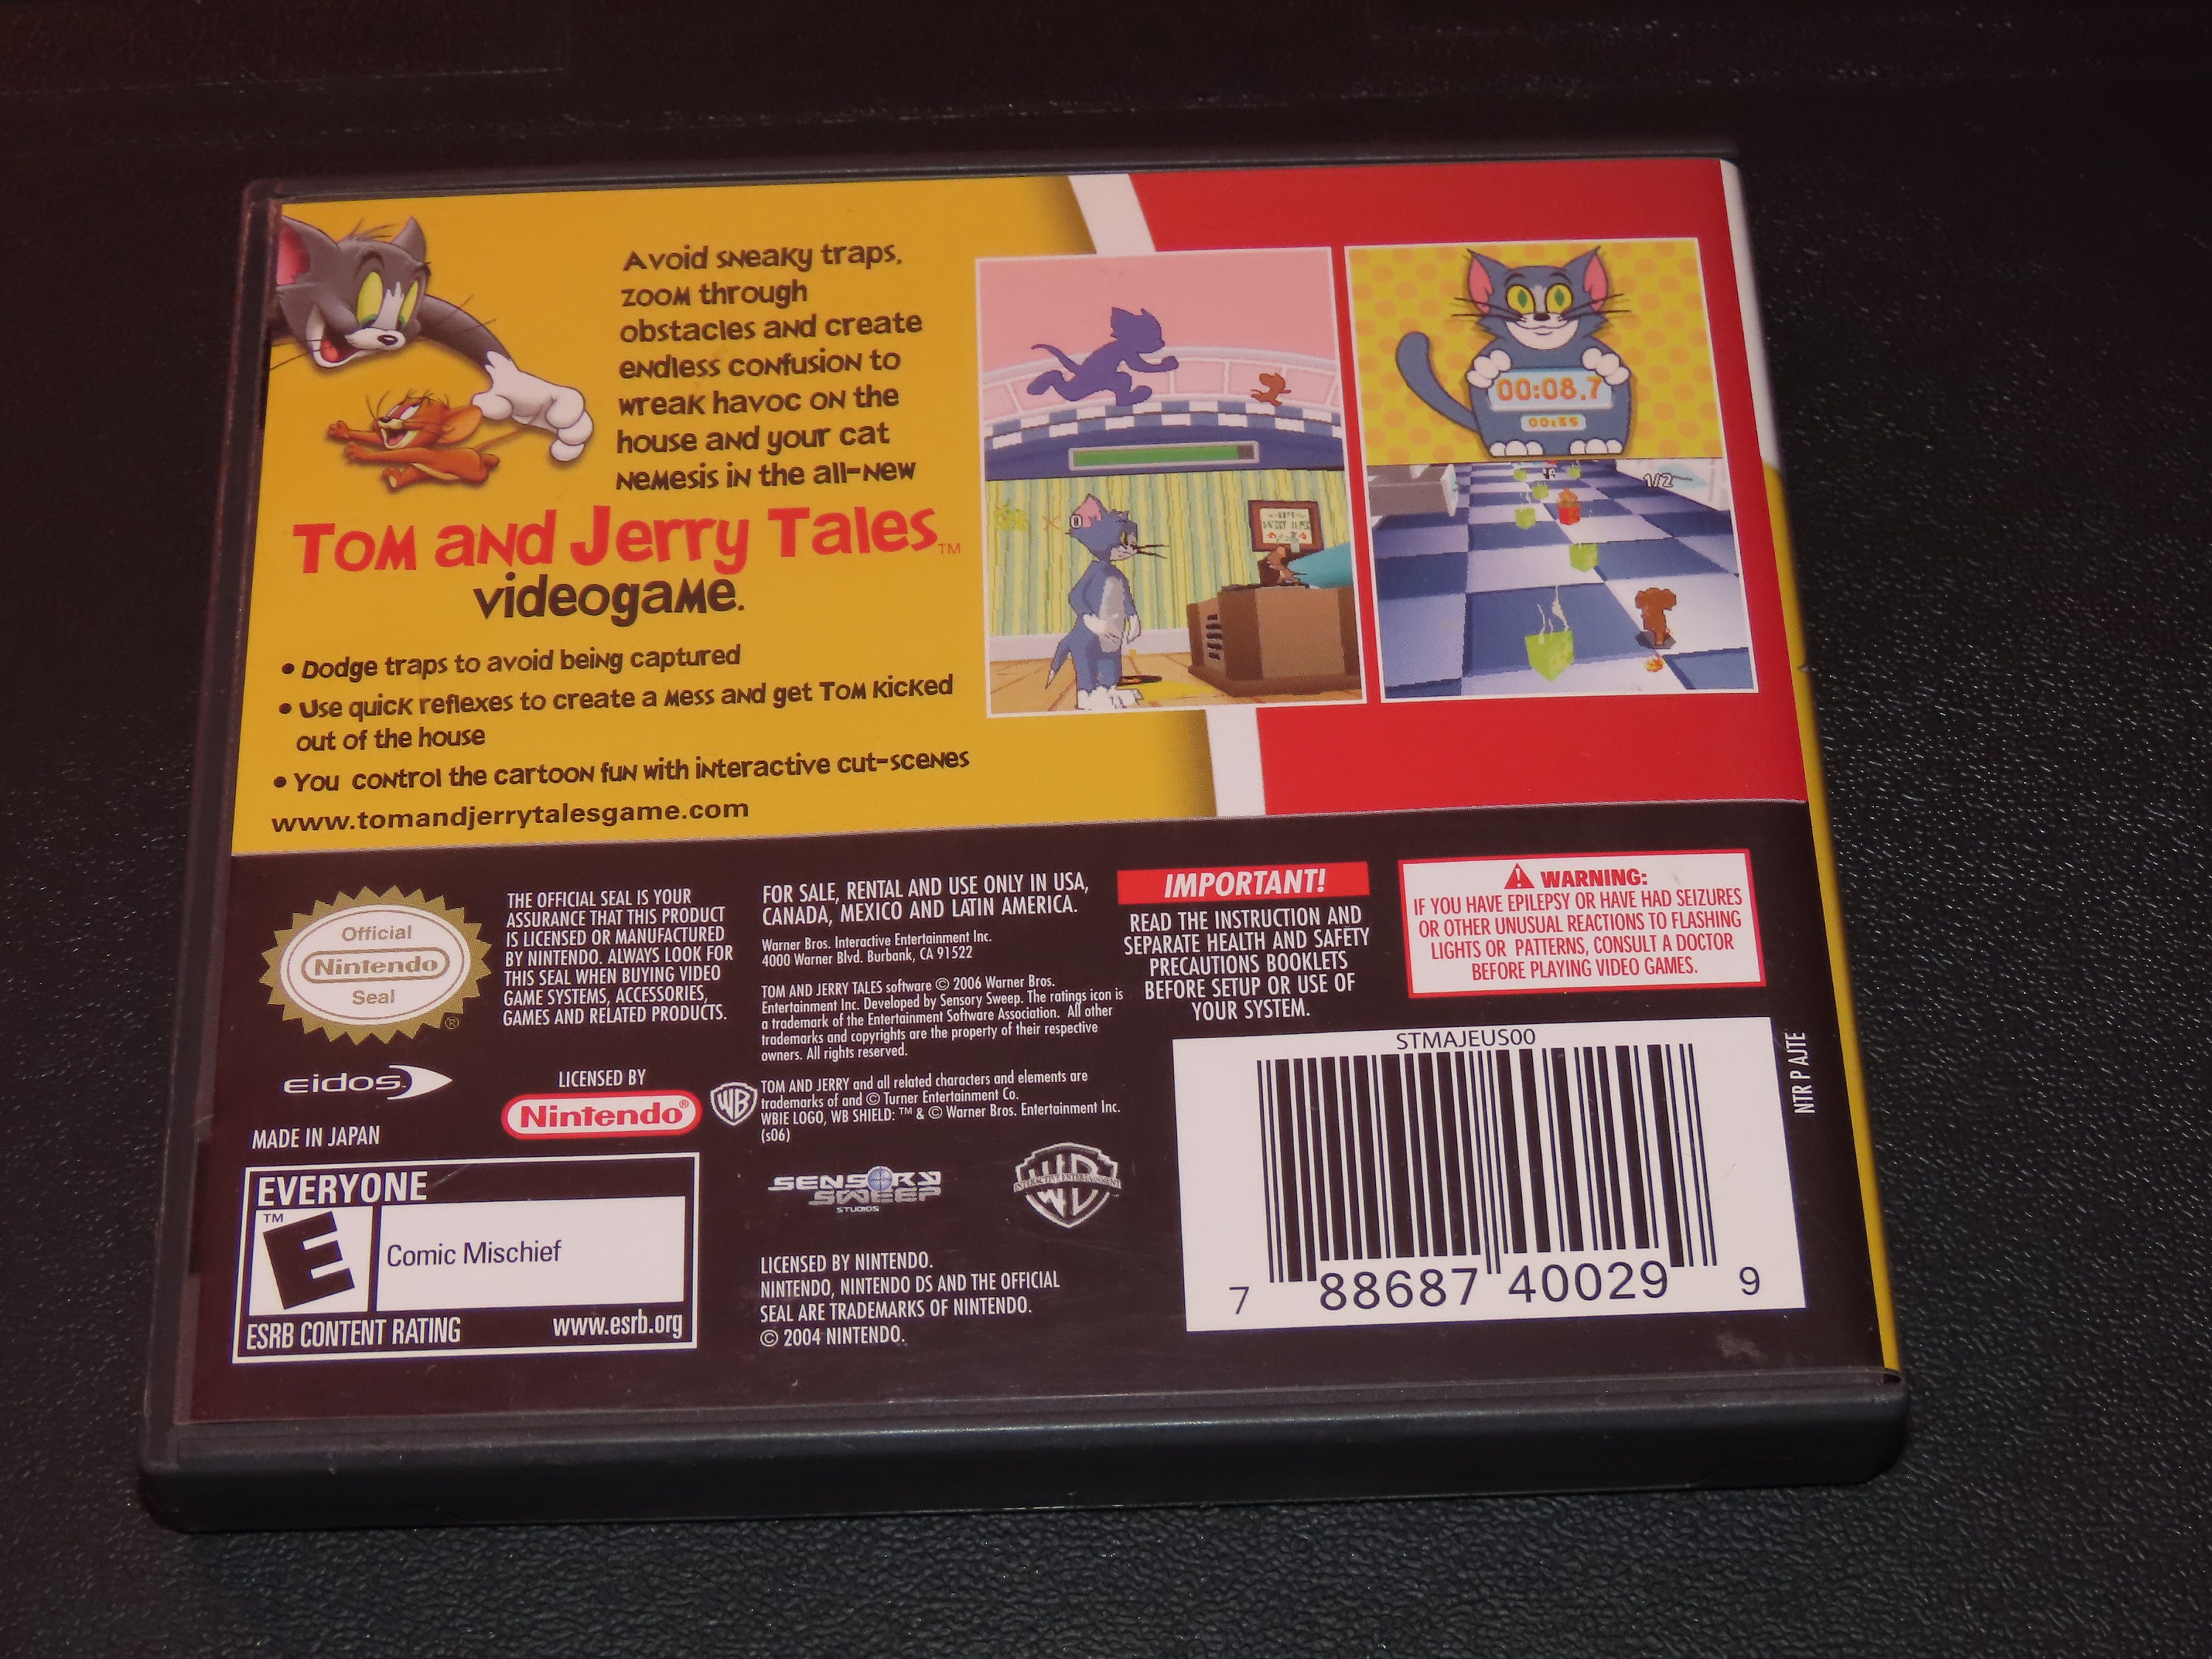 Avoid sneaky traps,
zoom through
obstacles and create
endless confusion to
wreak havoc on the
house and your cat
nemesis in the all-new
Tom and Jerry Tales™
videogame.
• Dodge traps to avoid being captured
• Use quick reflexes to create a mess and get Tom kicked
out of the house
• You control the cartoon fun with interactive cut-scenes
www.tomandjerrytalesgame.com
x 0
00:08.7
00:35
1/2
Official
Nintendo
Seal
®
THE OFFICIAL SEAL IS YOUR
ASSURANCE THAT THIS PRODUCT
IS LICENSED OR MANUFACTURED
BY NINTENDO. ALWAYS LOOK FOR
THIS SEAL WHEN BUYING VIDEO
GAME SYSTEMS, ACCESSORIES,
GAMES AND RELATED PRODUCTS.
eidos
LICENSED BY
Nintendo®
MADE IN JAPAN
EVERYONE
™
E
Comic Mischief
ESRB CONTENT RATING www.esrb.org
FOR SALE, RENTAL AND USE ONLY IN USA,
CANADA, MEXICO AND LATIN AMERICA.
Warner Bros. Interactive Entertainment Inc.
4000 Warner Blvd. Burbank, CA 91522
TOM AND JERRY TALES software © 2006 Warner Bros.
Entertainment Inc. Developed by Sensory Sweep. The ratings icon is
a trademark of the Entertainment Software Association. All other
trademarks and copyrights are the property of their respective
owners. All rights reserved.
WB
TOM AND JERRY and all related characters and elements are
trademarks of and © Turner Entertainment Co.
WBIE LOGO, WB SHIELD: ™ & © Warner Bros. Entertainment Inc.
(s06)
SENSORY
SWEEP
STUDIOS
WB
INTERACTIVE ENTERTAINMENT
LICENSED BY NINTENDO.
NINTENDO, NINTENDO DS AND THE OFFICIAL
SEAL ARE TRADEMARKS OF NINTENDO.
© 2004 NINTENDO.
IMPORTANT!
READ THE INSTRUCTION AND
SEPARATE HEALTH AND SAFETY
PRECAUTIONS BOOKLETS
BEFORE SETUP OR USE OF
YOUR SYSTEM.
WARNING:
IF YOU HAVE EPILEPSY OR HAVE HAD SEIZURES
OR OTHER UNUSUAL REACTIONS TO FLASHING
LIGHTS OR PATTERNS, CONSULT A DOCTOR
BEFORE PLAYING VIDEO GAMES.
STMAJEUS00
7 88687 40029 9
NTR P AJTE